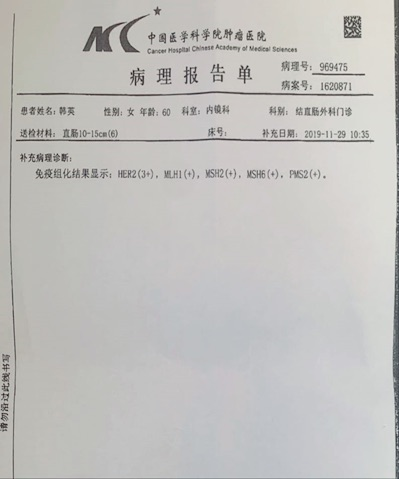 中国医学科学院肿瘤医院
Cancer Hospital Chinese Academy of Medical Sciences
病理报告单
病理号: 969475
病案号: 1620871
患者姓名: 韩英 性别: 女 年龄: 60 科室: 内镜科 科别: 结直肠外科门诊
送检材料: 直肠10-15cm(6) 床号: 补充日期: 2019-11-29 10:35
补充病理诊断:
免疫组化结果显示: HER2(3+), MLH1(+), MSH2(+), MSH6(+), PMS2(+)。
请勿沿过此线书写